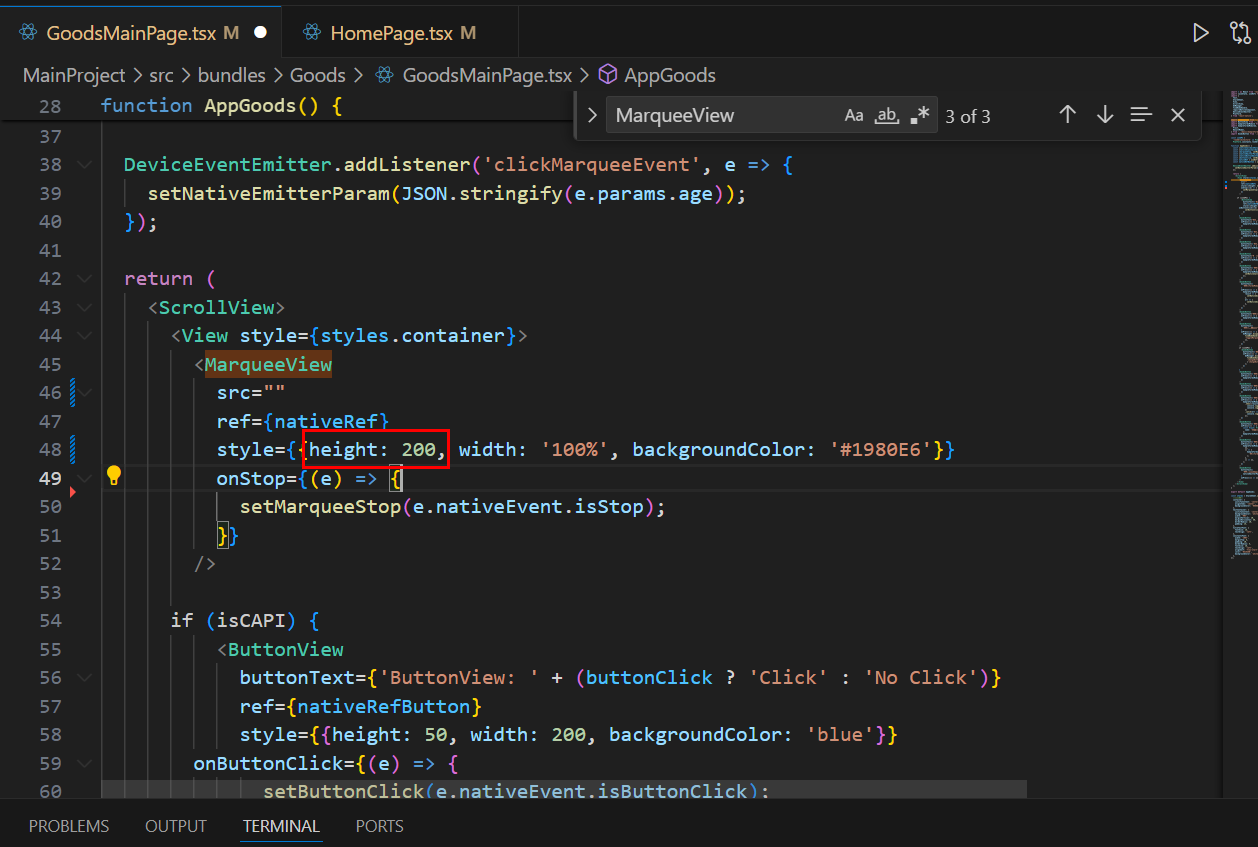 GoodsMainPage.tsx M
HomePage.tsx M
MainProject > src > bundles > Goods > GoodsMainPage.tsx > AppGoods
28 function AppGoods() {
MarqueeView Aa ab .* 3 of 3
37
38 DeviceEventEmitter.addListener('clickMarqueeEvent', e => {
39 setNativeEmitterParam(JSON.stringify(e.params.age));
40 });
41
42 return (
43 <ScrollView>
44 <View style={styles.container}>
45 <MarqueeView
46 src=""
47 ref={nativeRef}
48 style={{height: 200, width: '100%', backgroundColor: '#1980E6'}}
49 onStop={(e) => {
50 setMarqueeStop(e.nativeEvent.isStop);
51 }}
52 />
53
54 if (isCAPI) {
55 <ButtonView
56 buttonText={'ButtonView: ' + (buttonClick ? 'Click' : 'No Click')}
57 ref={nativeRefButton}
58 style={{height: 50, width: 200, backgroundColor: 'blue'}}
59 onButtonClick={(e) => {
60 setButtonClick(e.nativeEvent.isButtonClick);
PROBLEMS OUTPUT TERMINAL PORTS